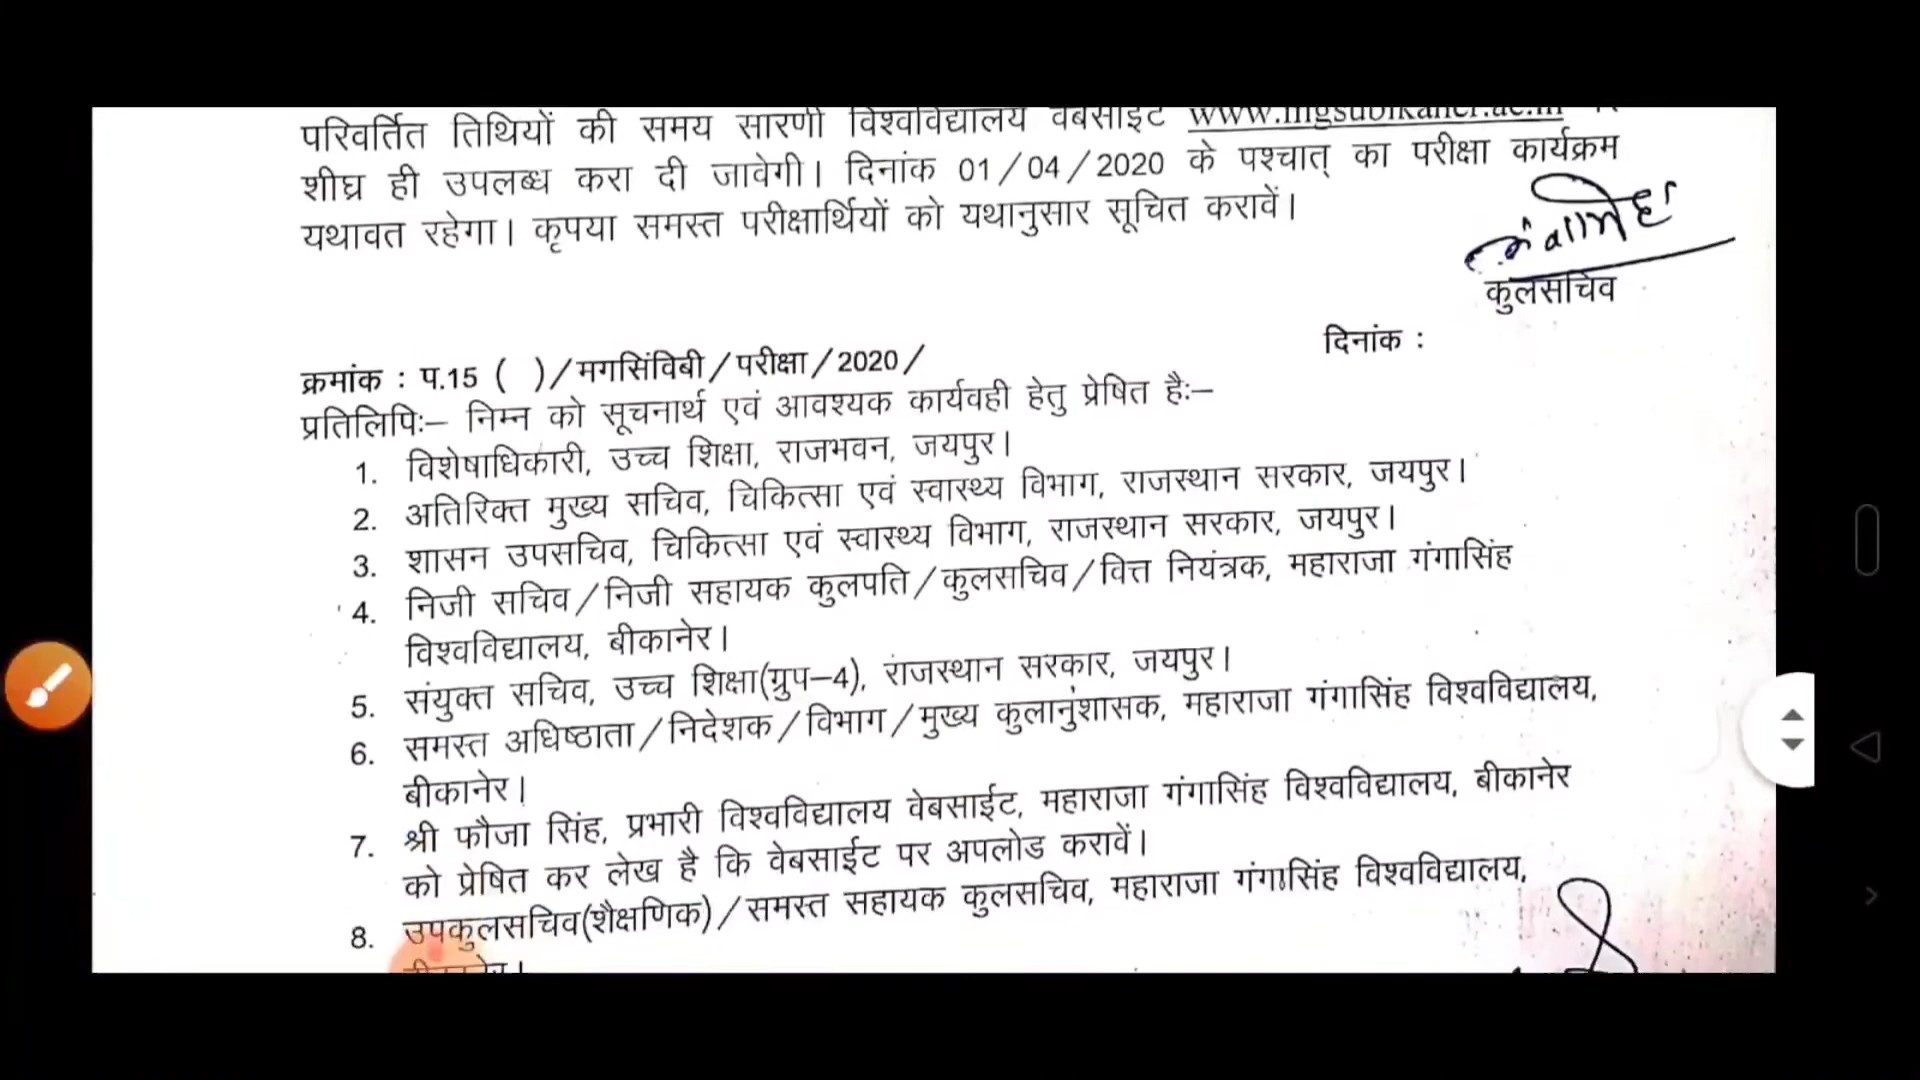 परिवर्तित तिथियों की समय सारणी विश्वविद्यालय वेबसाइट www.mgsubikaner.ac.in
शीघ्र ही उपलब्ध करा दी जावेगी। दिनांक 01/04/2020 के पश्चात् का परीक्षा कार्यक्रम
यथावत रहेगा। कृपया समस्त परीक्षार्थियों को यथानुसार सूचित करावें।
कुलसचिव
दिनांक :
क्रमांक : प.15 ( )/मगसिंविबी/परीक्षा/2020/
प्रतिलिपिः– निम्न को सूचनार्थ एवं आवश्यक कार्यवही हेतु प्रेषित हैः–
1. विशेषाधिकारी, उच्च शिक्षा, राजभवन, जयपुर।
2. अतिरिक्त मुख्य सचिव, चिकित्सा एवं स्वास्थ्य विभाग, राजस्थान सरकार, जयपुर।
3. शासन उपसचिव, चिकित्सा एवं स्वास्थ्य विभाग, राजस्थान सरकार, जयपुर।
4. निजी सचिव/निजी सहायक कुलपति/कुलसचिव/वित्त नियंत्रक, महाराजा गंगासिंह
विश्वविद्यालय, बीकानेर।
5. संयुक्त सचिव, उच्च शिक्षा(ग्रुप–4), राजस्थान सरकार, जयपुर।
6. समस्त अधिष्ठाता/निदेशक/विभाग/मुख्य कुलानुंशासक, महाराजा गंगासिंह विश्वविद्यालय,
बीकानेर।
7. श्री फौजा सिंह, प्रभारी विश्वविद्यालय वेबसाईट, महाराजा गंगासिंह विश्वविद्यालय, बीकानेर
को प्रेषित कर लेख है कि वेबसाईट पर अपलोड करावें।
8. उपकुलसचिव(शैक्षणिक)/समस्त सहायक कुलसचिव, महाराजा गंगासिंह विश्वविद्यालय,
बीकानेर।